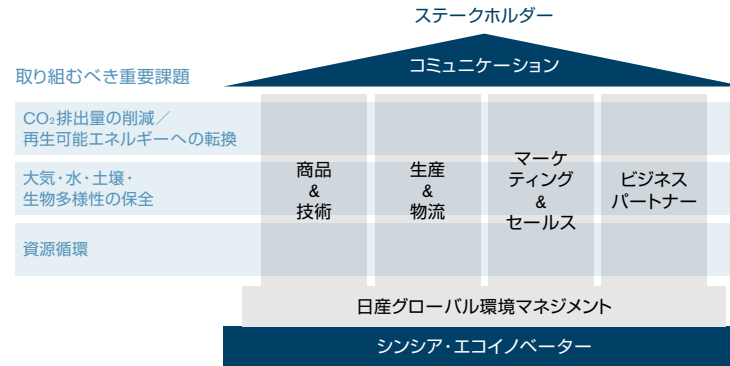 ステークホルダー
コミュニケーション
取り組むべき重要課題
CO₂排出量の削減／
再生可能エネルギーへの転換
大気・水・土壌・
生物多様性の保全
資源循環
商品
&
技術
生産
&
物流
マーケ
ティング
&
セールス
ビジネス
パートナー
日産グローバル環境マネジメント
シンシア・エコイノベーター